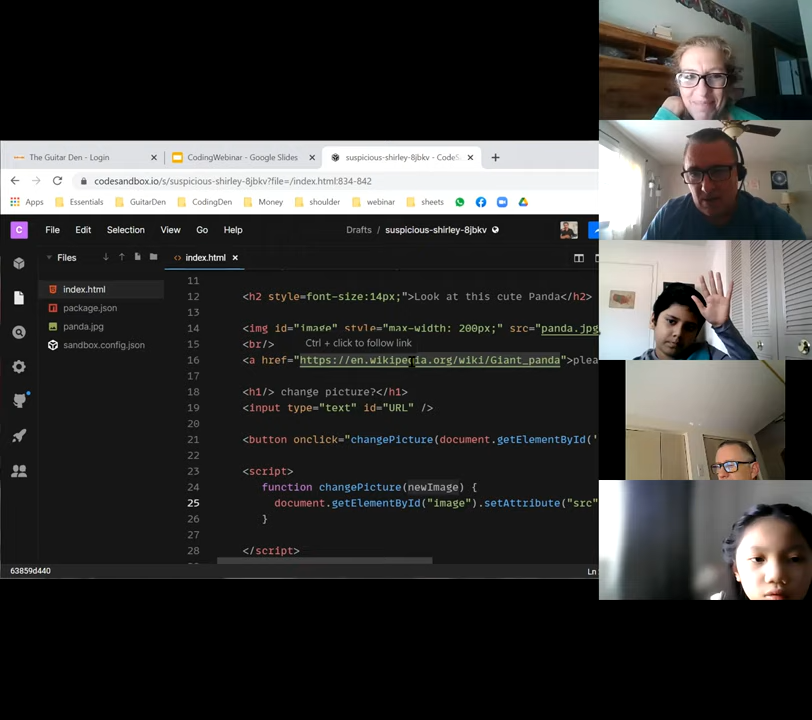 The Guitar Den - Login
CodingWebinar - Google Slides
suspicious-shirley-8jbkv - CodeS
codesandbox.io/s/suspicious-shirley-8jbkv?file=/index.html:834-842
Apps Essentials GuitarDen CodingDen Money shoulder webinar sheets
C File Edit Selection View Go Help Drafts / suspicious-shirley-8jbkv
Files
index.html
index.html
package.json
panda.jpg
sandbox.config.json
11
12 <h2 style=font-size:14px;">Look at this cute Panda</h2>
13
14 <img id="image" style="max-width: 200px;" src="panda.jpg
15 <br/>
Ctrl + click to follow link
16 <a href="https://en.wikipedia.org/wiki/Giant_panda">plea
17
18 <h1/> change picture?</h1>
19 <input type="text" id="URL" />
20
21 <button onclick="changePicture(document.getElementById('
22
23 <script>
24 function changePicture(newImage) {
25 document.getElementById("image").setAttribute("src"
26 }
27
28 </script>
63859d440
Ln